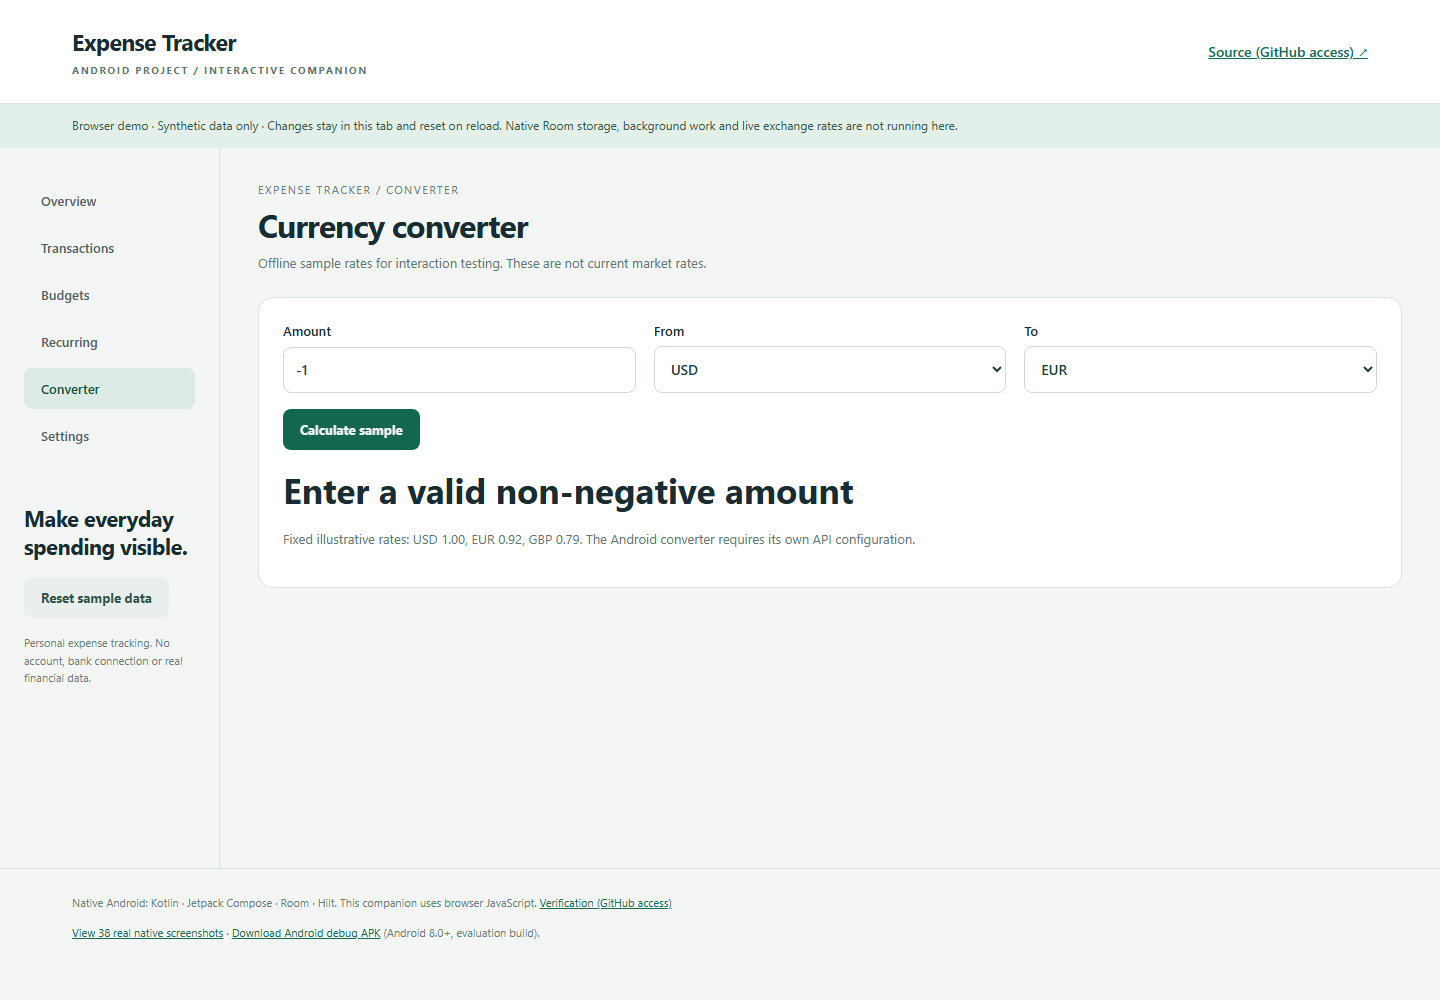 Expense Tracker
ANDROID PROJECT / INTERACTIVE COMPANION
Source (GitHub access) ↗
Browser demo · Synthetic data only · Changes stay in this tab and reset on reload. Native Room storage, background work and live exchange rates are not running here.
Overview
Transactions
Budgets
Recurring
Converter
Settings
Make everyday
spending visible.
Reset sample data
Personal expense tracking. No
account, bank connection or real
financial data.
EXPENSE TRACKER / CONVERTER
Currency converter
Offline sample rates for interaction testing. These are not current market rates.
Amount
From
To
-1
USD
EUR
Calculate sample
Enter a valid non-negative amount
Fixed illustrative rates: USD 1.00, EUR 0.92, GBP 0.79. The Android converter requires its own API configuration.
Native Android: Kotlin · Jetpack Compose · Room · Hilt. This companion uses browser JavaScript. Verification (GitHub access)
View 38 real native screenshots · Download Android debug APK (Android 8.0+, evaluation build).